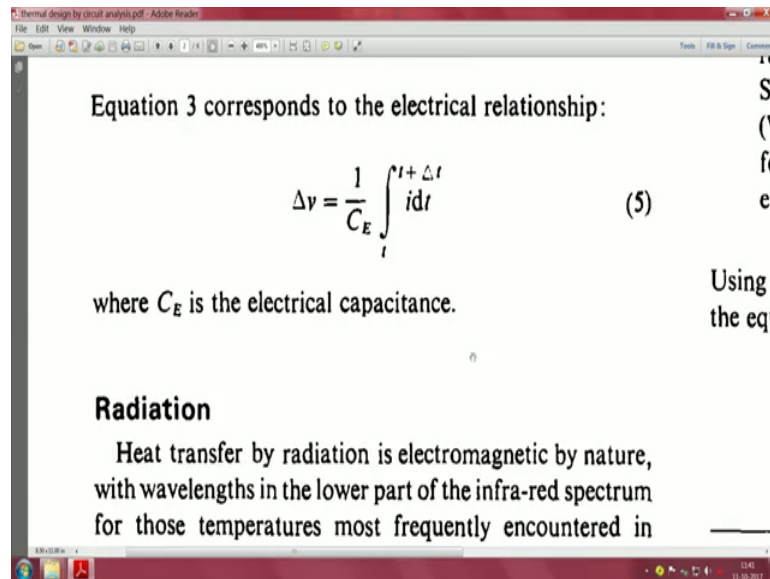 thermal design by circuit analysis.pdf - Adobe Reader
File Edit View Window Help
Open
Tools Fill & Sign
Equation 3 corresponds to the electrical relationship:
Δv = 1/C_E ∫_t^{t + Δt} idt (5)
where C_E is the electrical capacitance.
Radiation
Heat transfer by radiation is electromagnetic by nature,
with wavelengths in the lower part of the infra-red spectrum
for those temperatures most frequently encountered in
Using
the eq
11:41